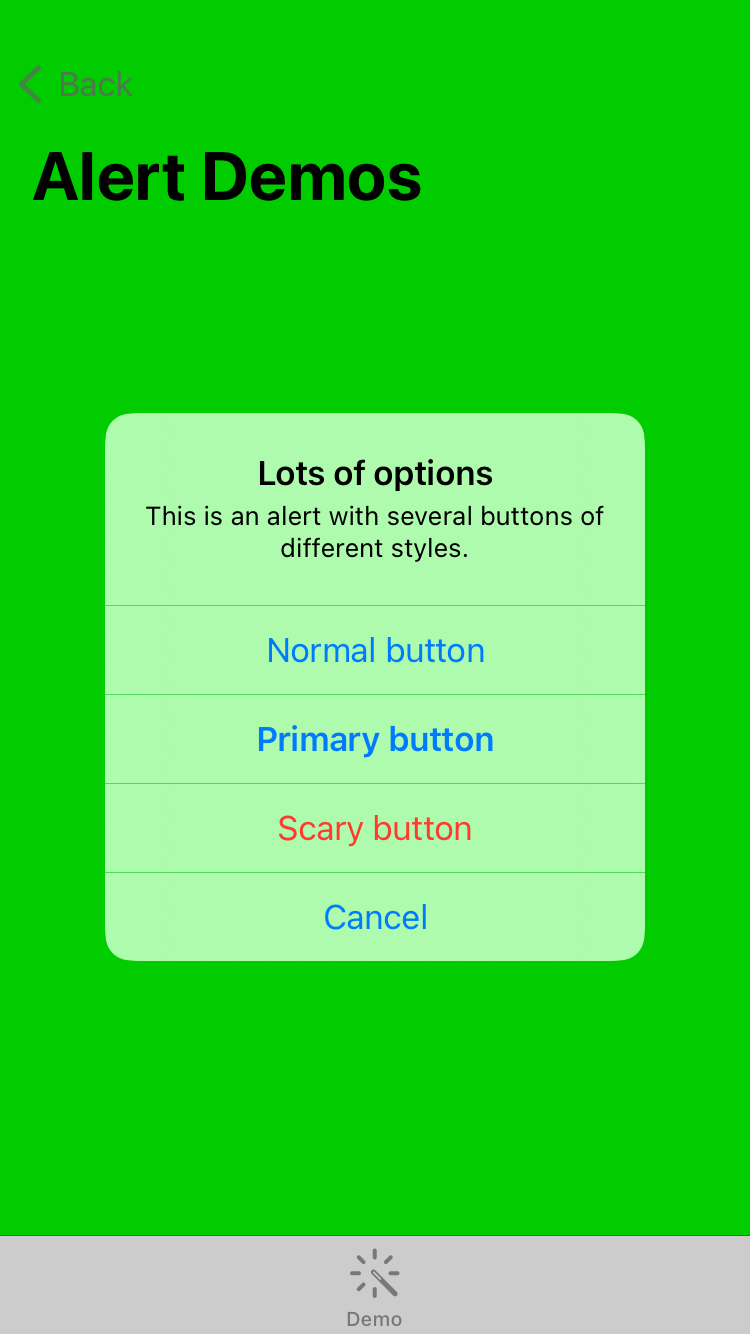 Back
Alert Demos
Lots of options
This is an alert with several buttons of
different styles.
Normal button
Primary button
Scary button
Cancel
Demo